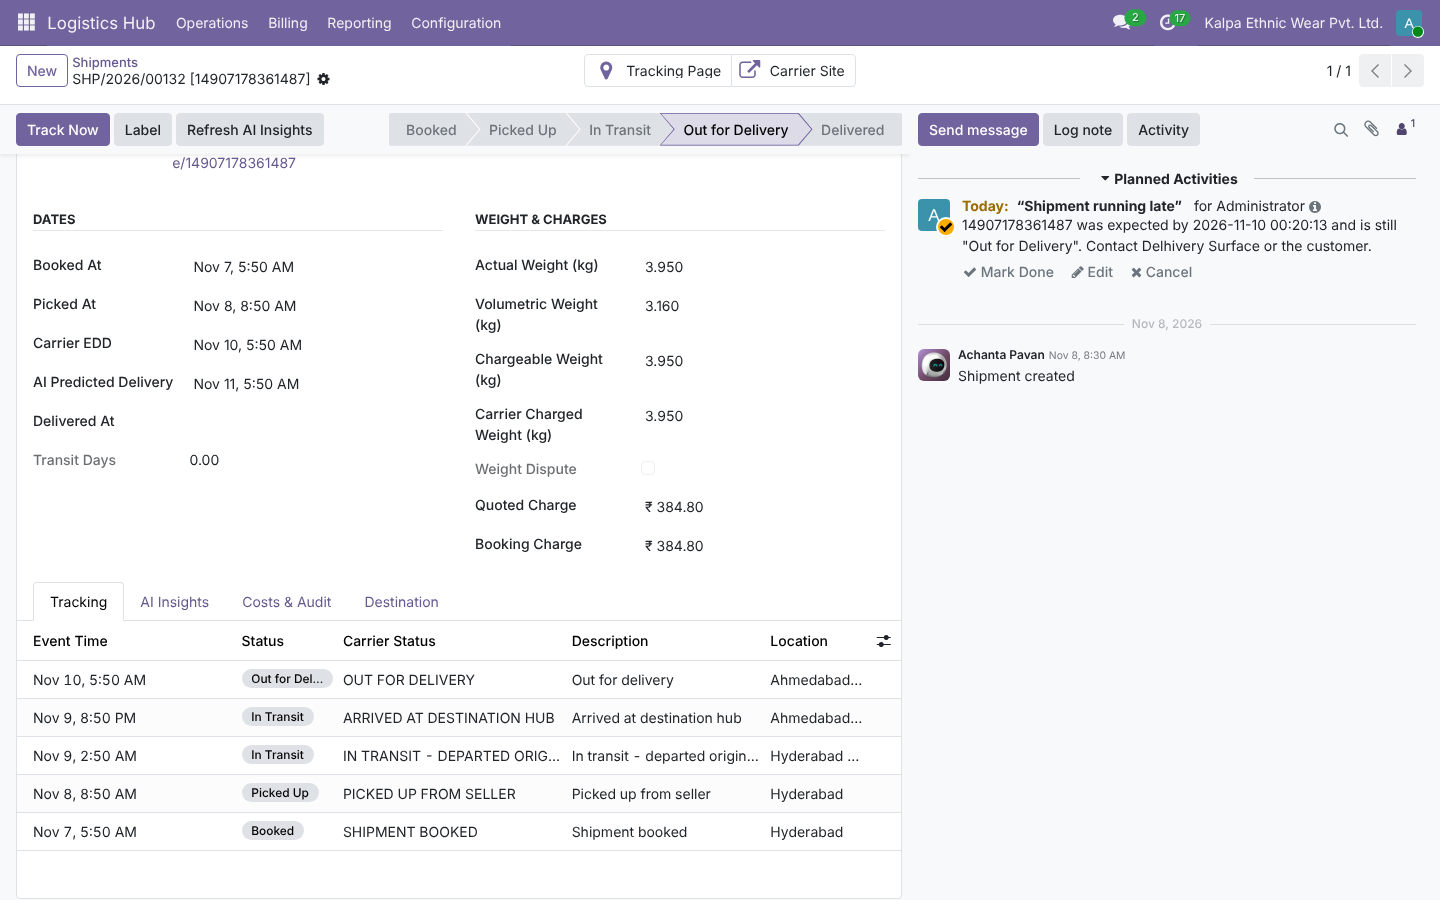 Logistics Hub Operations Billing Reporting Configuration 2 17 Kalpa Ethnic Wear Pvt. Ltd. A
New Shipments
SHP/2026/00132 [14907178361487]
Tracking Page Carrier Site 1 / 1
Track Now Label Refresh AI Insights Booked Picked Up In Transit Out for Delivery Delivered
Send message Log note Activity 1
e/14907178361487
DATES
Booked At Nov 7, 5:50 AM
Picked At Nov 8, 8:50 AM
Carrier EDD Nov 10, 5:50 AM
AI Predicted Delivery Nov 11, 5:50 AM
Delivered At
Transit Days 0.00
WEIGHT & CHARGES
Actual Weight (kg) 3.950
Volumetric Weight 3.160
(kg)
Chargeable Weight 3.950
(kg)
Carrier Charged 3.950
Weight (kg)
Weight Dispute
Quoted Charge ₹ 384.80
Booking Charge ₹ 384.80
Tracking AI Insights Costs & Audit Destination
Event Time Status Carrier Status Description Location
Nov 10, 5:50 AM Out for Del... OUT FOR DELIVERY Out for delivery Ahmedabad...
Nov 9, 8:50 PM In Transit ARRIVED AT DESTINATION HUB Arrived at destination hub Ahmedabad...
Nov 9, 2:50 AM In Transit IN TRANSIT - DEPARTED ORIG... In transit - departed origin... Hyderabad ...
Nov 8, 8:50 AM Picked Up PICKED UP FROM SELLER Picked up from seller Hyderabad
Nov 7, 5:50 AM Booked SHIPMENT BOOKED Shipment booked Hyderabad
Planned Activities
A
Today: “Shipment running late” for Administrator
14907178361487 was expected by 2026-11-10 00:20:13 and is still
"Out for Delivery". Contact Delhivery Surface or the customer.
Mark Done Edit Cancel
Nov 8, 2026
Achanta Pavan Nov 8, 8:30 AM
Shipment created